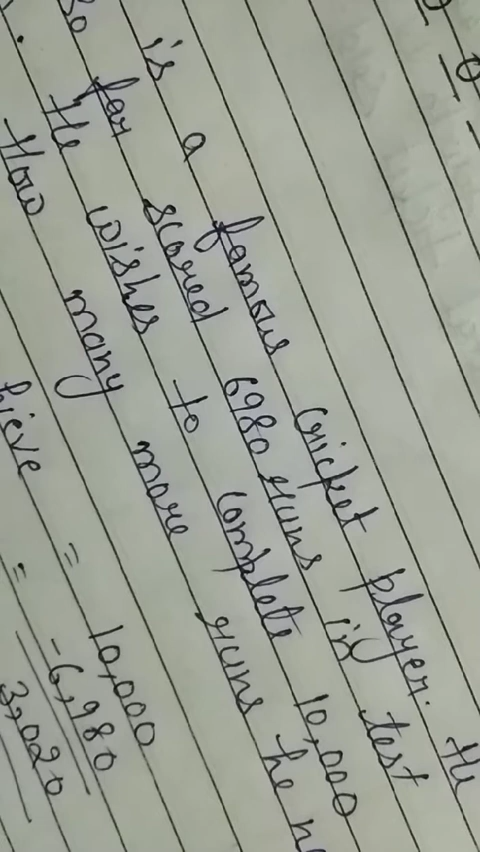 is a famous cricket player. He
so far scored 6980 runs in test
He wishes to complete 10,000
How many more runs he
= 10,000
= -6,980
3,020